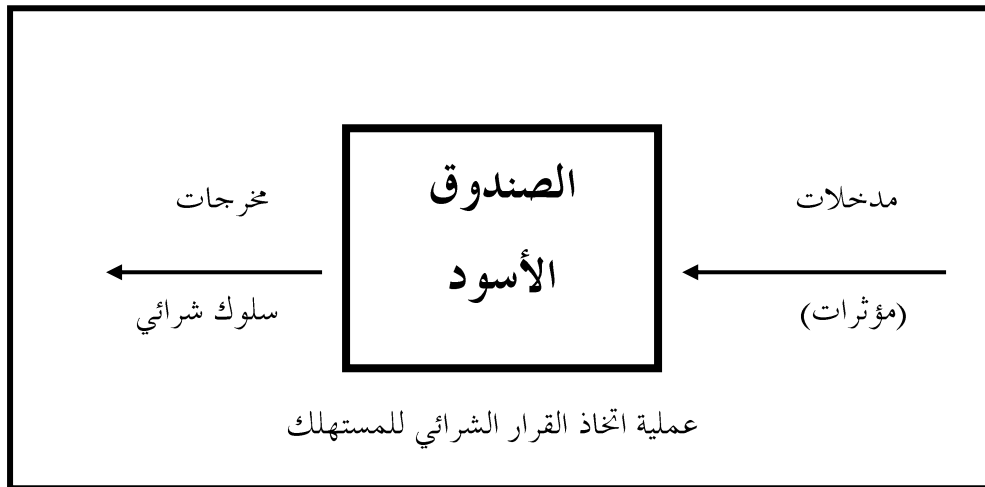 مدخلات
(مؤثرات)
الصندوق
الأسود
مخرجات
سلوك شرائي
عملية اتخاذ القرار الشرائي للمستهلك